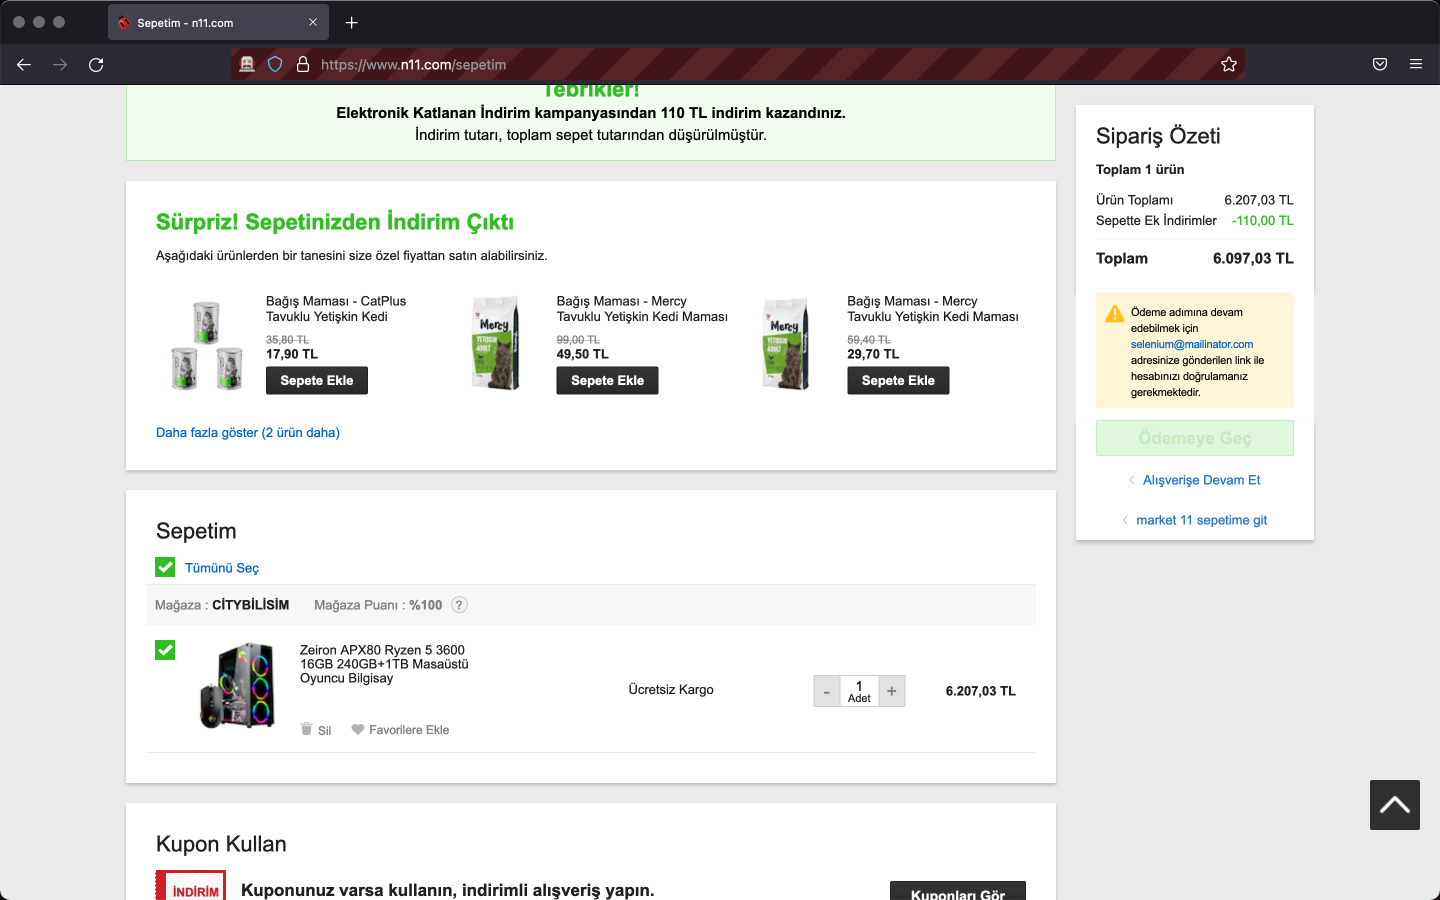 Sepetim - n11.com
https://www.n11.com/sepetim
Tebrikler!
Elektronik Katlanan İndirim kampanyasından 110 TL indirim kazandınız.
İndirim tutarı, toplam sepet tutarından düşürülmüştür.
Sürpriz! Sepetinizden İndirim Çıktı
Aşağıdaki ürünlerden bir tanesini size özel fiyattan satın alabilirsiniz.
Bağış Maması - CatPlus
Tavuklu Yetişkin Kedi
35,80 TL
17,90 TL
Sepete Ekle
Mercy
YETİŞKİN
ADULT
Bağış Maması - Mercy
Tavuklu Yetişkin Kedi Maması
99,00 TL
49,50 TL
Sepete Ekle
Mercy
YETİŞKİN
ADULT
Bağış Maması - Mercy
Tavuklu Yetişkin Kedi Maması
59,40 TL
29,70 TL
Sepete Ekle
Daha fazla göster (2 ürün daha)
Sepetim
Tümünü Seç
Mağaza : CİTYBİLİSİM
Mağaza Puanı : %100 ?
Zeiron APX80 Ryzen 5 3600
16GB 240GB+1TB Masaüstü
Oyuncu Bilgisay
Sil
Favorilere Ekle
Ücretsiz Kargo
- 1 +
Adet
6.207,03 TL
Kupon Kullan
İNDİRİM
Kuponunuz varsa kullanın, indirimli alışveriş yapın.
Kuponları Gör
Sipariş Özeti
Toplam 1 ürün
Ürün Toplamı 6.207,03 TL
Sepette Ek İndirimler -110,00 TL
Toplam 6.097,03 TL
Ödeme adımına devam
edebilmek için
selenium@mailinator.com
adresinize gönderilen link ile
hesabınızı doğrulamanız
gerekmektedir.
Ödemeye Geç
Alışverişe Devam Et
market 11 sepetime git